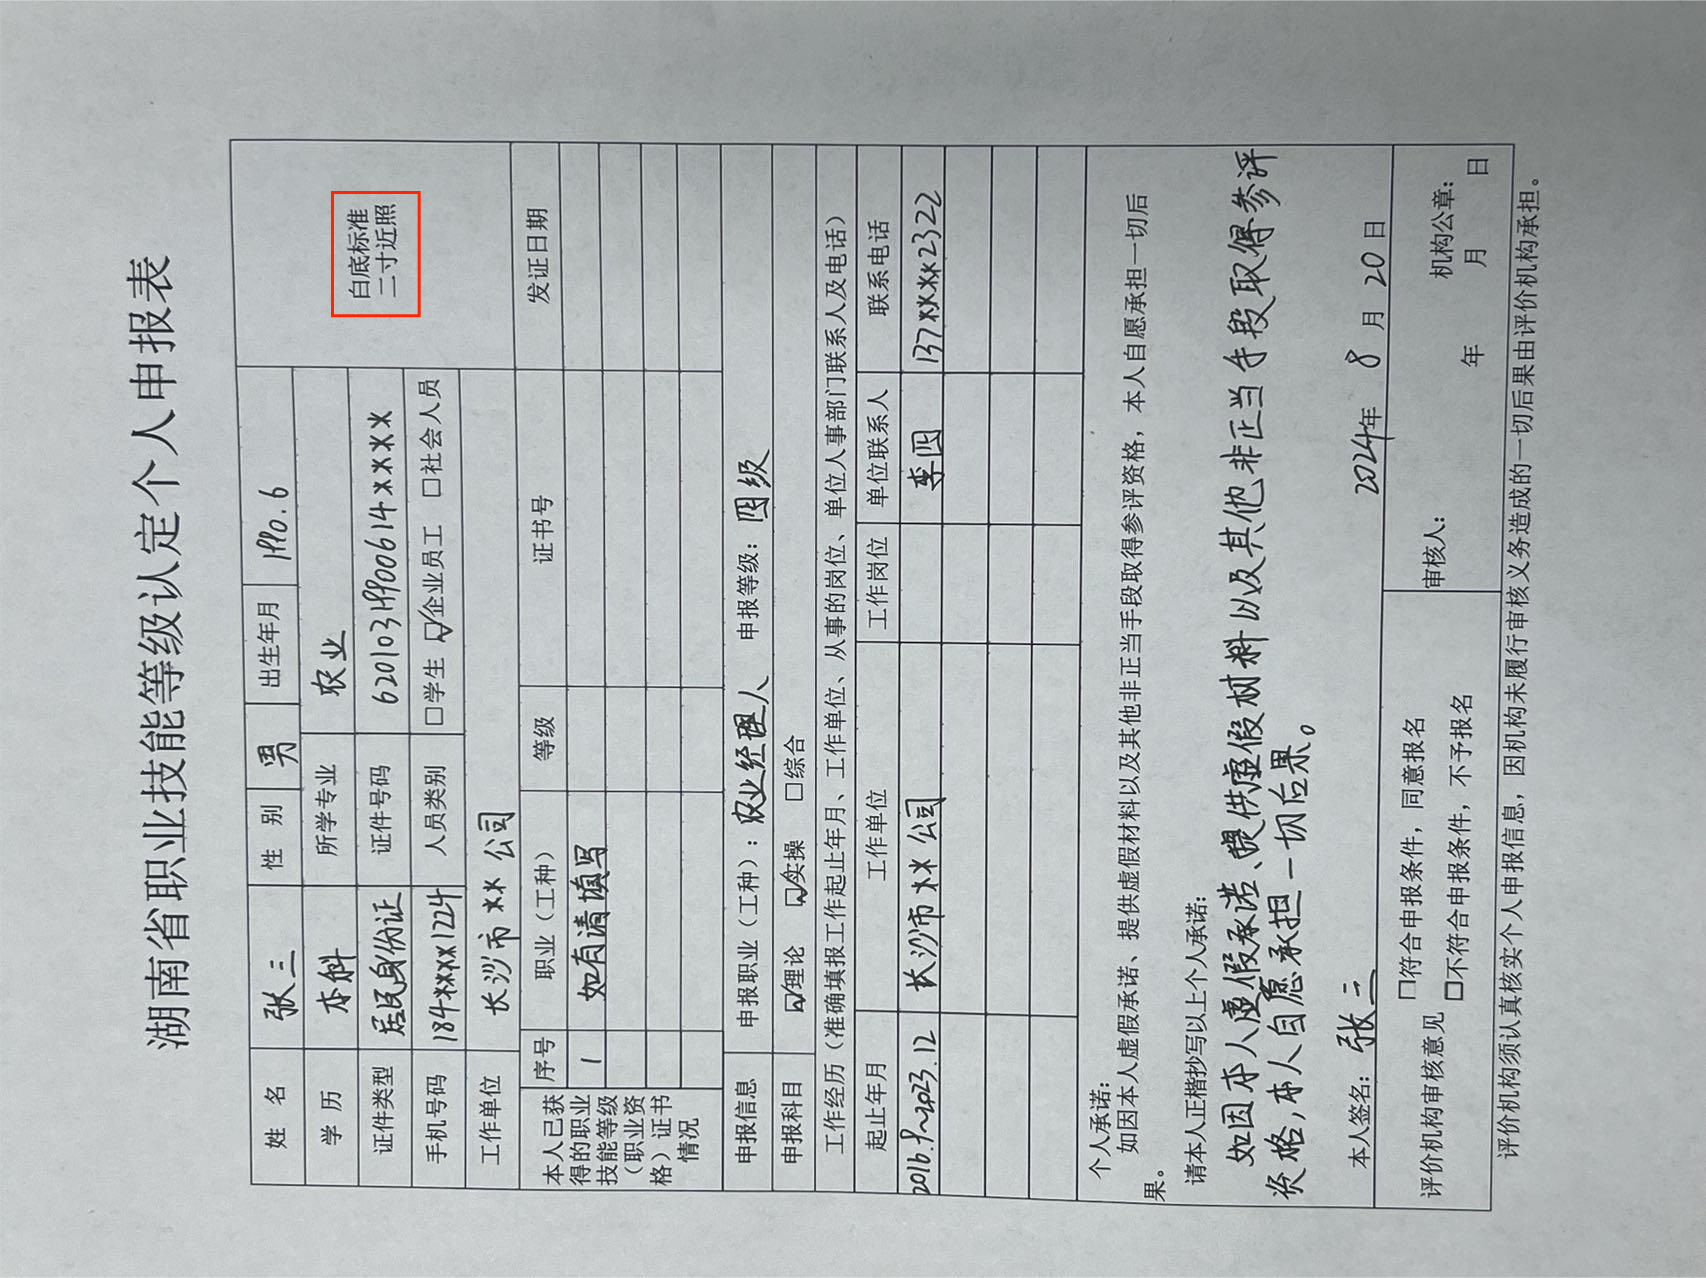 湖南省职业技能等级认定个人申报表
姓 名 张三 性 别 男 出生年月 1990.6
白底标准
二寸近照
学 历 本科 所学专业 农业
证件类型 居民身份证 证件号码 62010319900614××××
手机号码 184××××1224 人员类别 □学生 ☑企业员工 □社会人员
工作单位 长沙市××公司
本人已获
得的职业
技能等级
（职业资
格）证书
情况
序号 职业（工种） 等级 证书号 发证日期
1 如有请填写
申报信息 申报职业（工种）：农业经理人 申报等级：四级
申报科目 ☑理论 ☑实操 □综合
工作经历（准确填报工作起止年月、工作单位、从事的岗位、单位人事部门联系人及电话）
起止年月 工作单位 工作岗位 单位联系人 联系电话
2016.9~2023.12 长沙市××公司 李四 137××××2322
个人承诺：
如因本人虚假承诺、提供虚假材料以及其他非正当手段取得参评资格，本人自愿承担一切后
果。
请本人正楷抄写以上个人承诺：
如因本人虚假承诺、提供虚假材料以及其他非正当手段取得参评
资格，本人自愿承担一切后果。
本人签名：张三 2024年 8 月 20 日
评价机构审核意见
□符合申报条件，同意报名
□不符合申报条件，不予报名
审核人： 机构公章：
年 月 日
评价机构须认真核实个人申报信息，因机构未履行审核义务造成的一切后果由评价机构承担。